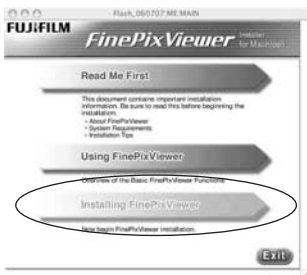 Flash_060707 ME:MAIN
FUJIFILM
FinePixViewer Installer
for Macintosh
Read Me First
This document contains important installation
information. Be sure to read this before beginning the
installation.
- About FinePixViewer
- System Requirements
- Installation Tips
Using FinePixViewer
Overview of the Basic FinePixViewer Functions.
Installing FinePixViewer
Now begin FinePixViewer installation.
Exit